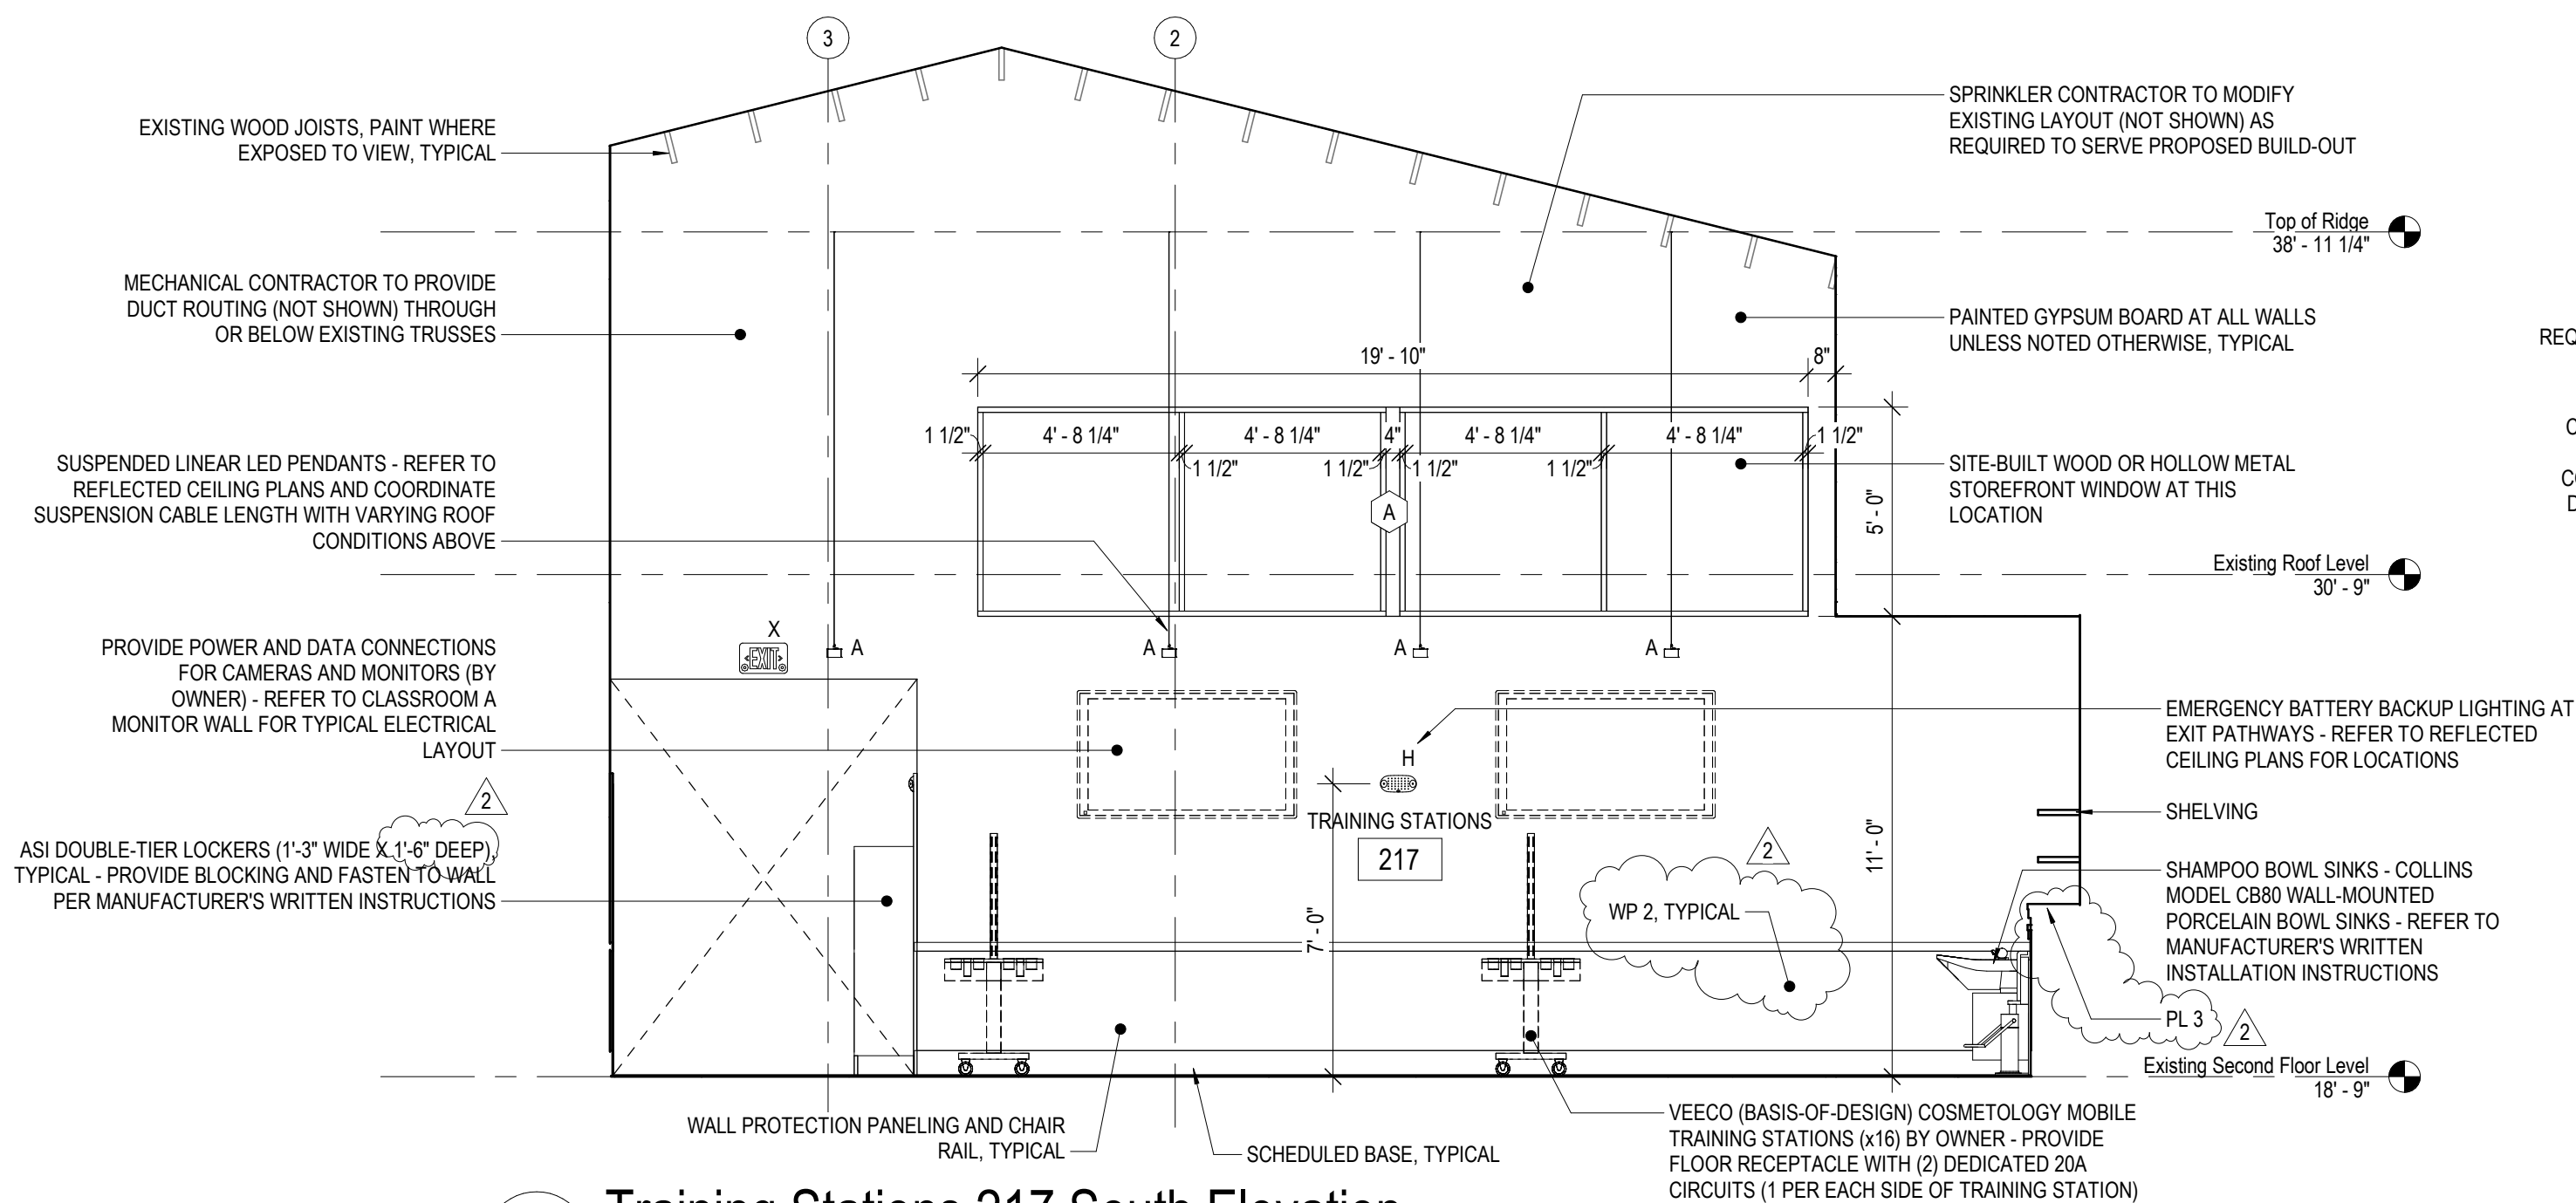 3
2
EXISTING WOOD JOISTS, PAINT WHERE
EXPOSED TO VIEW, TYPICAL
MECHANICAL CONTRACTOR TO PROVIDE
DUCT ROUTING (NOT SHOWN) THROUGH
OR BELOW EXISTING TRUSSES
SUSPENDED LINEAR LED PENDANTS - REFER TO
REFLECTED CEILING PLANS AND COORDINATE
SUSPENSION CABLE LENGTH WITH VARYING ROOF
CONDITIONS ABOVE
PROVIDE POWER AND DATA CONNECTIONS
FOR CAMERAS AND MONITORS (BY
OWNER) - REFER TO CLASSROOM A
MONITOR WALL FOR TYPICAL ELECTRICAL
LAYOUT
2
ASI DOUBLE-TIER LOCKERS (1'-3" WIDE X 1'-6" DEEP),
TYPICAL - PROVIDE BLOCKING AND FASTEN TO WALL
PER MANUFACTURER'S WRITTEN INSTRUCTIONS
19' - 10"
8"
1 1/2"
4' - 8 1/4"
4' - 8 1/4"
4"
4' - 8 1/4"
4' - 8 1/4"
1 1/2"
1 1/2"
1 1/2"
1 1/2"
1 1/2"
A
5' - 0"
X
EXIT
A
A
A
A
H
TRAINING STATIONS
217
7' - 0"
11' - 0"
2
WP 2, TYPICAL
SPRINKLER CONTRACTOR TO MODIFY
EXISTING LAYOUT (NOT SHOWN) AS
REQUIRED TO SERVE PROPOSED BUILD-OUT
Top of Ridge
38' - 11 1/4"
PAINTED GYPSUM BOARD AT ALL WALLS
UNLESS NOTED OTHERWISE, TYPICAL
SITE-BUILT WOOD OR HOLLOW METAL
STOREFRONT WINDOW AT THIS
LOCATION
Existing Roof Level
30' - 9"
EMERGENCY BATTERY BACKUP LIGHTING AT
EXIT PATHWAYS - REFER TO REFLECTED
CEILING PLANS FOR LOCATIONS
SHELVING
SHAMPOO BOWL SINKS - COLLINS
MODEL CB80 WALL-MOUNTED
PORCELAIN BOWL SINKS - REFER TO
MANUFACTURER'S WRITTEN
INSTALLATION INSTRUCTIONS
PL 3
2
Existing Second Floor Level
18' - 9"
WALL PROTECTION PANELING AND CHAIR
RAIL, TYPICAL
SCHEDULED BASE, TYPICAL
VEECO (BASIS-OF-DESIGN) COSMETOLOGY MOBILE
TRAINING STATIONS (x16) BY OWNER - PROVIDE
FLOOR RECEPTACLE WITH (2) DEDICATED 20A
CIRCUITS (1 PER EACH SIDE OF TRAINING STATION)
Training Stations 217 South Elevation